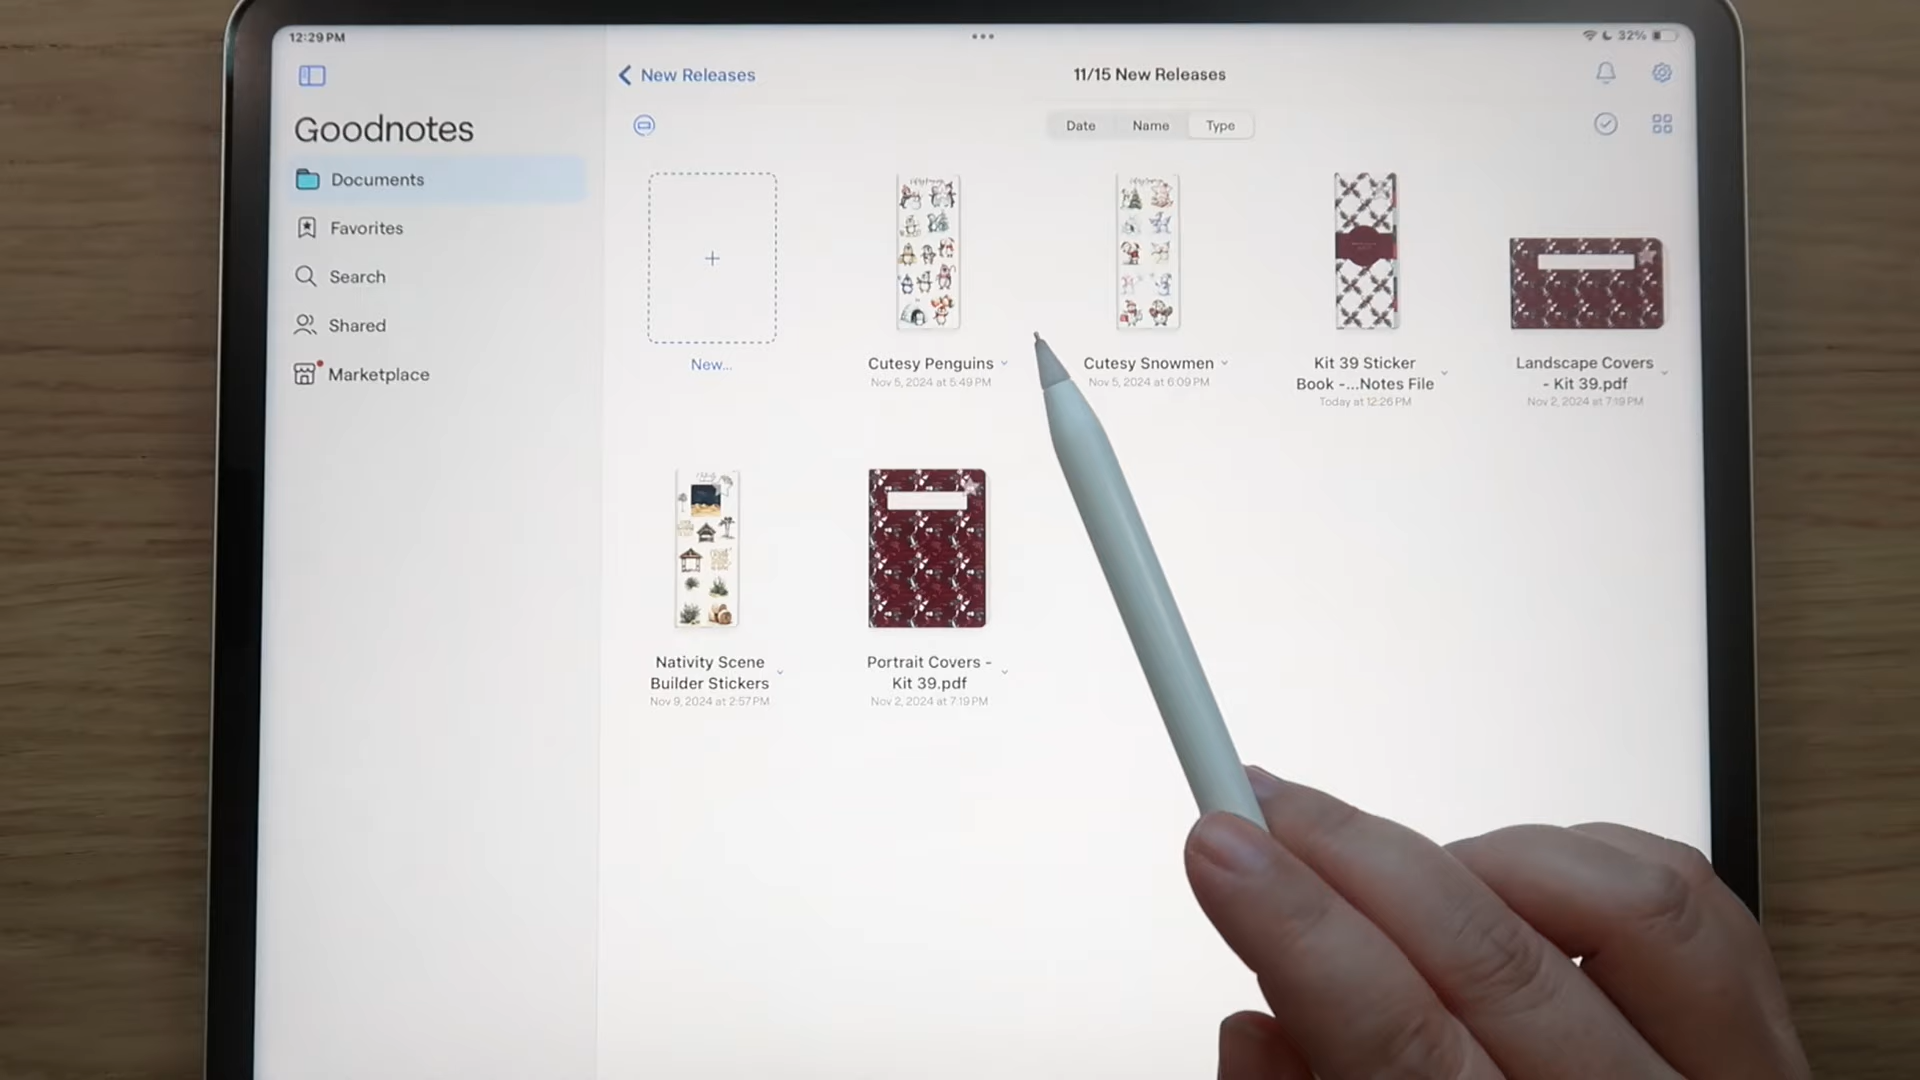 12:29 PM
32%
New Releases
11/15 New Releases
Goodnotes
Date
Name
Type
Documents
Favorites
Search
Shared
Marketplace
New...
Cutesy Penguins
Nov 5, 2024 at 5:49 PM
Cutesy Snowmen
Nov 5, 2024 at 6:09 PM
Kit 39 Sticker
Book -...Notes File
Today at 12:26 PM
Landscape Covers
- Kit 39.pdf
Nov 2, 2024 at 7:19 PM
Nativity Scene
Builder Stickers
Nov 9, 2024 at 2:57 PM
Portrait Covers -
Kit 39.pdf
Nov 2, 2024 at 7:19 PM